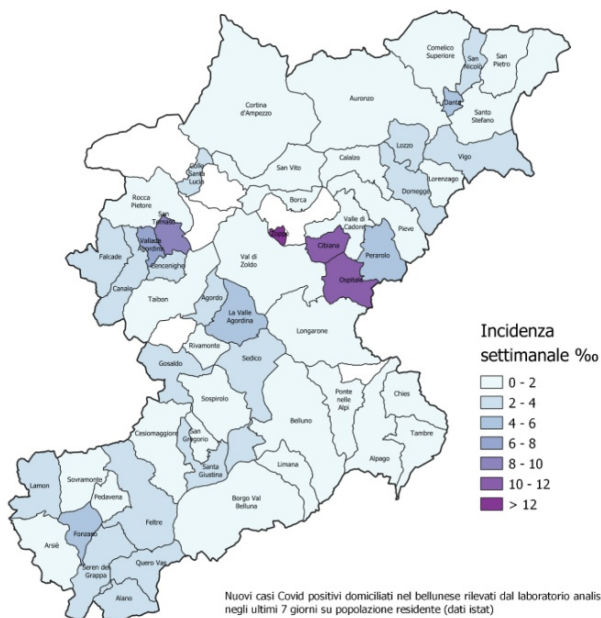 Comelico
Superiore
San
Nicolò
San
Pietro
Danta
Santo
Stefano
Auronzo
Cortina
d'Ampezzo
Lozzo
Vigo
Calalzo
San Vito
Colle
Santa
Lucia
Lorenzago
Domegge
Rocca
Pietore
Borca
Valle di
Cadore
Pieve
San
Tomaso
Vallada
Agordina
Cibiana
Perarolo
Val di
Zoldo
Falcade
Cencenighe
Ospitale
Canale
Taibon
Agordo
La Valle
Agordina
Longarone
Rivamonte
Gosaldo
Sedico
Sospirolo
Ponte
nelle
Alpi
Chies
Belluno
Tambre
Cesiomaggiore
San
Gregorio
Santa
Giustina
Limana
Alpago
Lamon
Sovramonte
Pedavena
Borgo Val
Belluna
Feltre
Fonzaso
Arsiè
Seren del
Grappa
Quero Vas
Alano
Incidenza
settimanale ‰
0 - 2
2 - 4
4 - 6
6 - 8
8 - 10
10 - 12
> 12
Nuovi casi Covid positivi domiciliati nel bellunese rilevati dal laboratorio analis
negli ultimi 7 giorni su popolazione residente (dati istat)